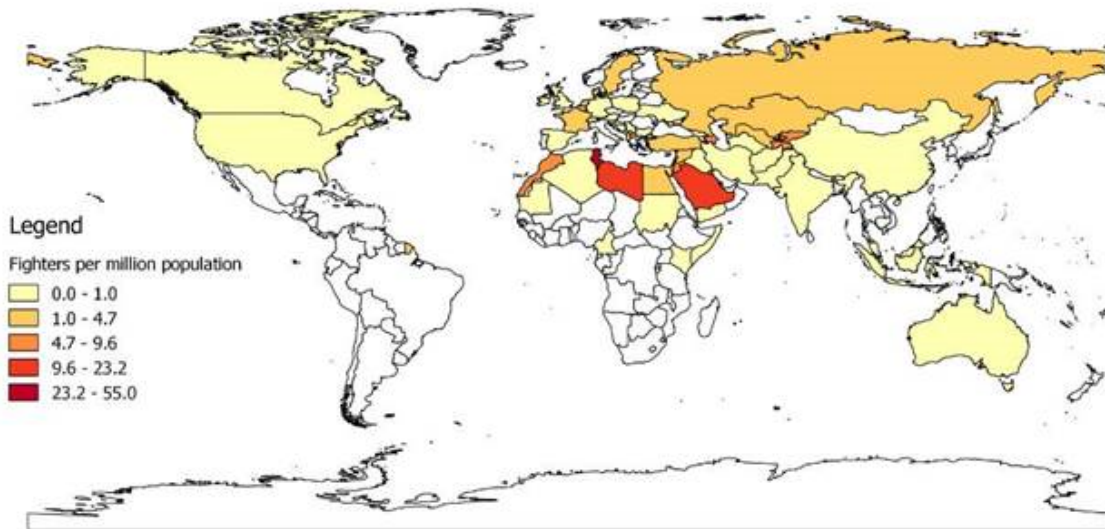 Legend
Fighters per million population
0.0 - 1.0
1.0 - 4.7
4.7 - 9.6
9.6 - 23.2
23.2 - 55.0